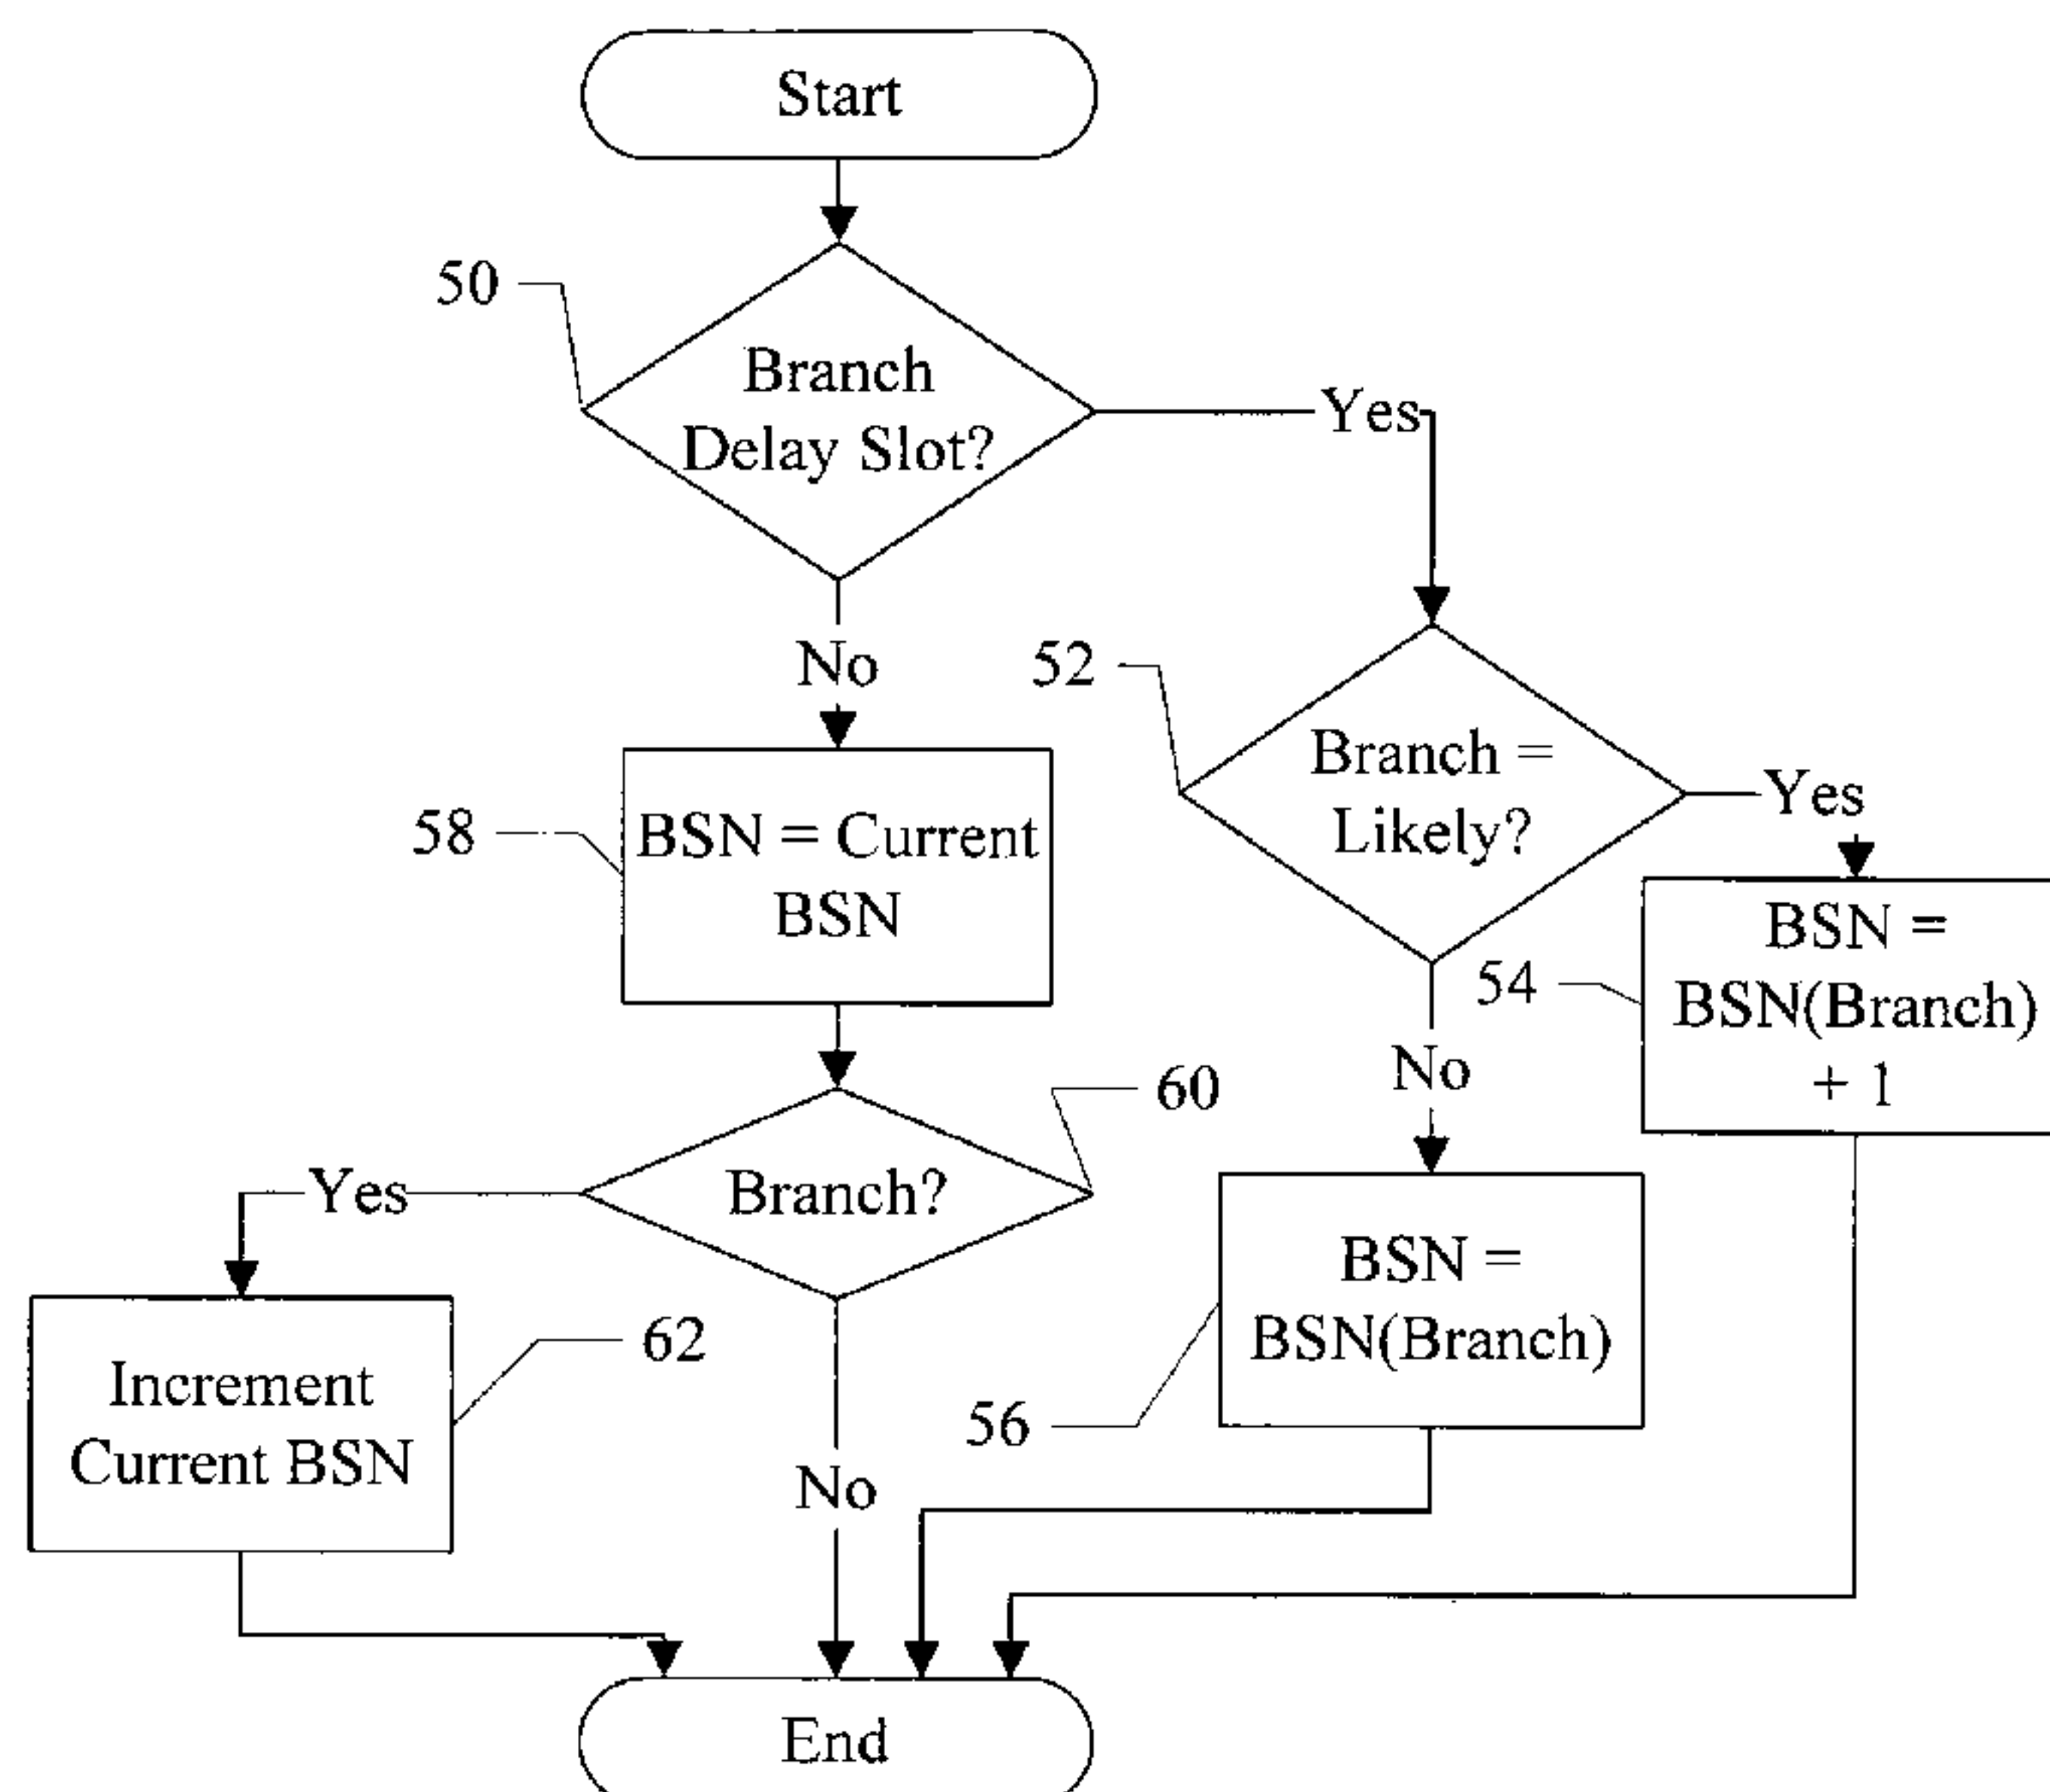 Start
50
Branch
Delay Slot?
Yes
No
52
Branch =
Likely?
Yes
58
BSN = Current
BSN
54
BSN =
BSN(Branch)
+ 1
No
60
Branch?
Yes
BSN =
BSN(Branch)
56
62
Increment
Current BSN
No
End